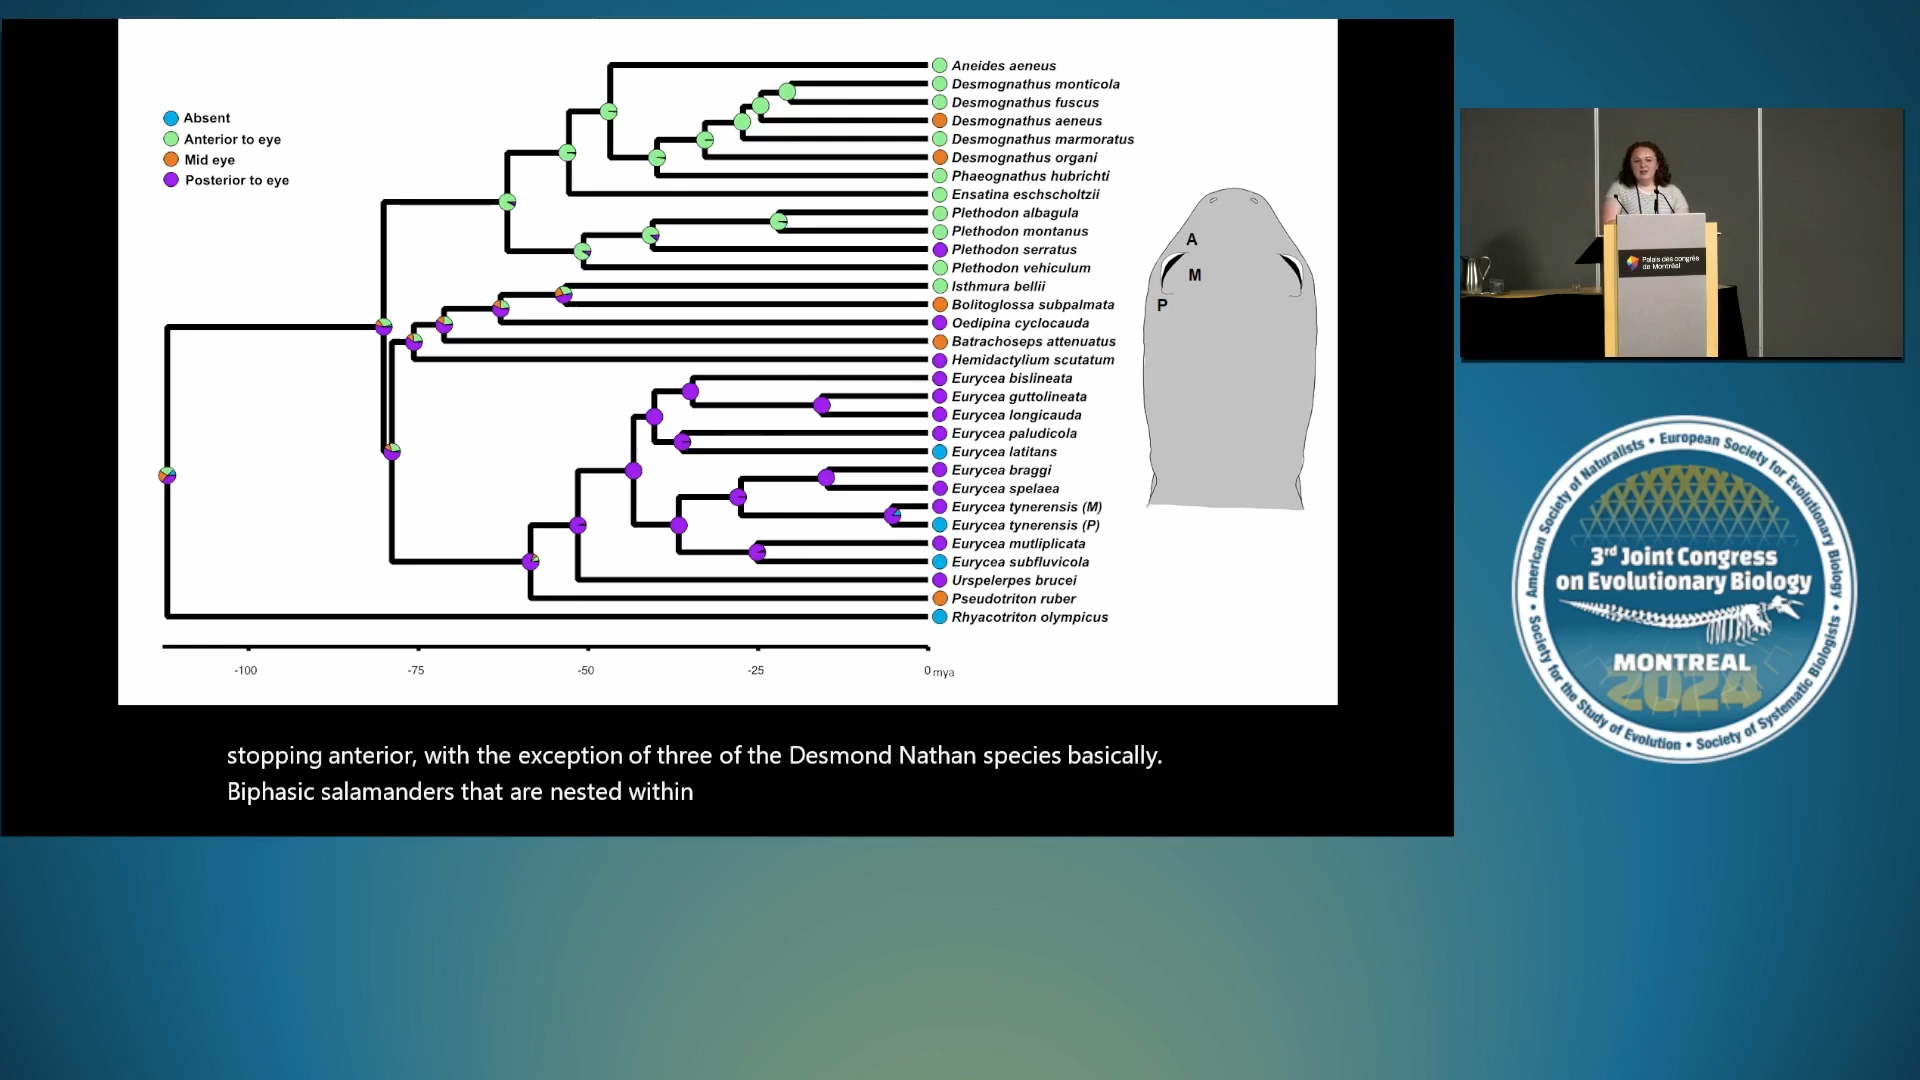 Absent
Anterior to eye
Mid eye
Posterior to eye
Aneides aeneus
Desmognathus monticola
Desmognathus fuscus
Desmognathus aeneus
Desmognathus marmoratus
Desmognathus organi
Phaeognathus hubrichti
Ensatina eschscholtzii
Plethodon albagula
Plethodon montanus
Plethodon serratus
Plethodon vehiculum
Isthmura bellii
Bolitoglossa subpalmata
Oedipina cyclocauda
Batrachoseps attenuatus
Hemidactylium scutatum
Eurycea bislineata
Eurycea guttolineata
Eurycea longicauda
Eurycea paludicola
Eurycea latitans
Eurycea braggi
Eurycea spelaea
Eurycea tynerensis (M)
Eurycea tynerensis (P)
Eurycea mutliplicata
Eurycea subfluvicola
Urspelerpes brucei
Pseudotriton ruber
Rhyacotriton olympicus
-100 -75 -50 -25 0 mya
A
M
P
stopping anterior, with the exception of three of the Desmond Nathan species basically.
Biphasic salamanders that are nested within
Palais des congrès
de Montréal
American Society of Naturalists • European Society for Evolutionary Biology •
Society for the Study of Evolution • Society of Systematic Biologists •
3rd Joint Congress
on Evolutionary Biology
MONTREAL
2024